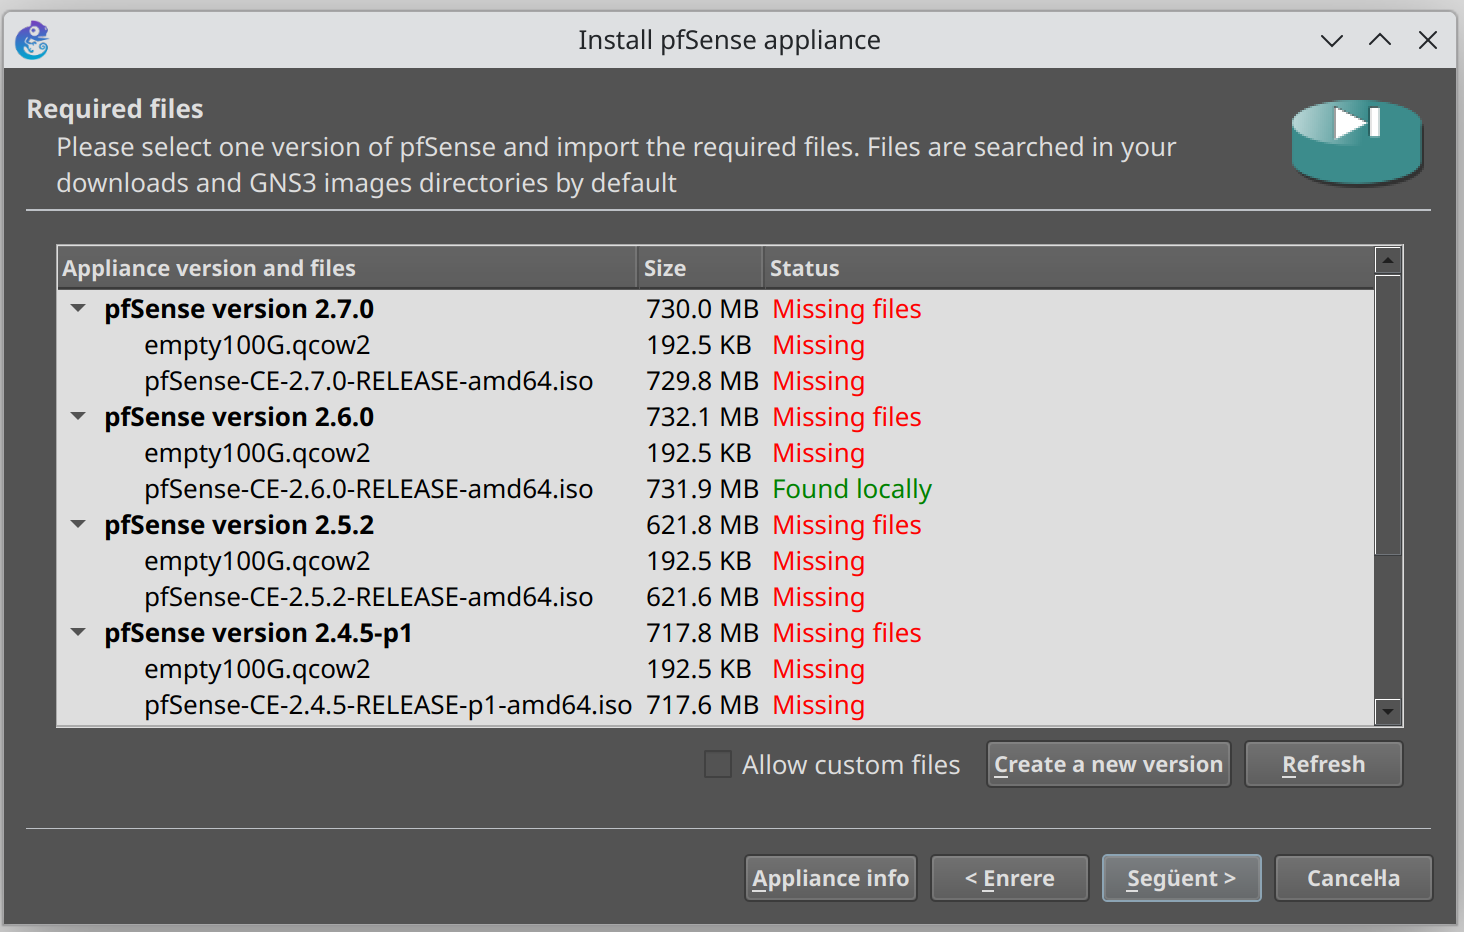 Install pfSense appliance
Required files
Please select one version of pfSense and import the required files. Files are searched in your
downloads and GNS3 images directories by default
Appliance version and files Size Status
pfSense version 2.7.0 730.0 MB Missing files
empty100G.qcow2 192.5 KB Missing
pfSense-CE-2.7.0-RELEASE-amd64.iso 729.8 MB Missing
pfSense version 2.6.0 732.1 MB Missing files
empty100G.qcow2 192.5 KB Missing
pfSense-CE-2.6.0-RELEASE-amd64.iso 731.9 MB Found locally
pfSense version 2.5.2 621.8 MB Missing files
empty100G.qcow2 192.5 KB Missing
pfSense-CE-2.5.2-RELEASE-amd64.iso 621.6 MB Missing
pfSense version 2.4.5-p1 717.8 MB Missing files
empty100G.qcow2 192.5 KB Missing
pfSense-CE-2.4.5-RELEASE-p1-amd64.iso 717.6 MB Missing
Allow custom files Create a new version Refresh
Appliance info < Enrere Següent > Cancel·la